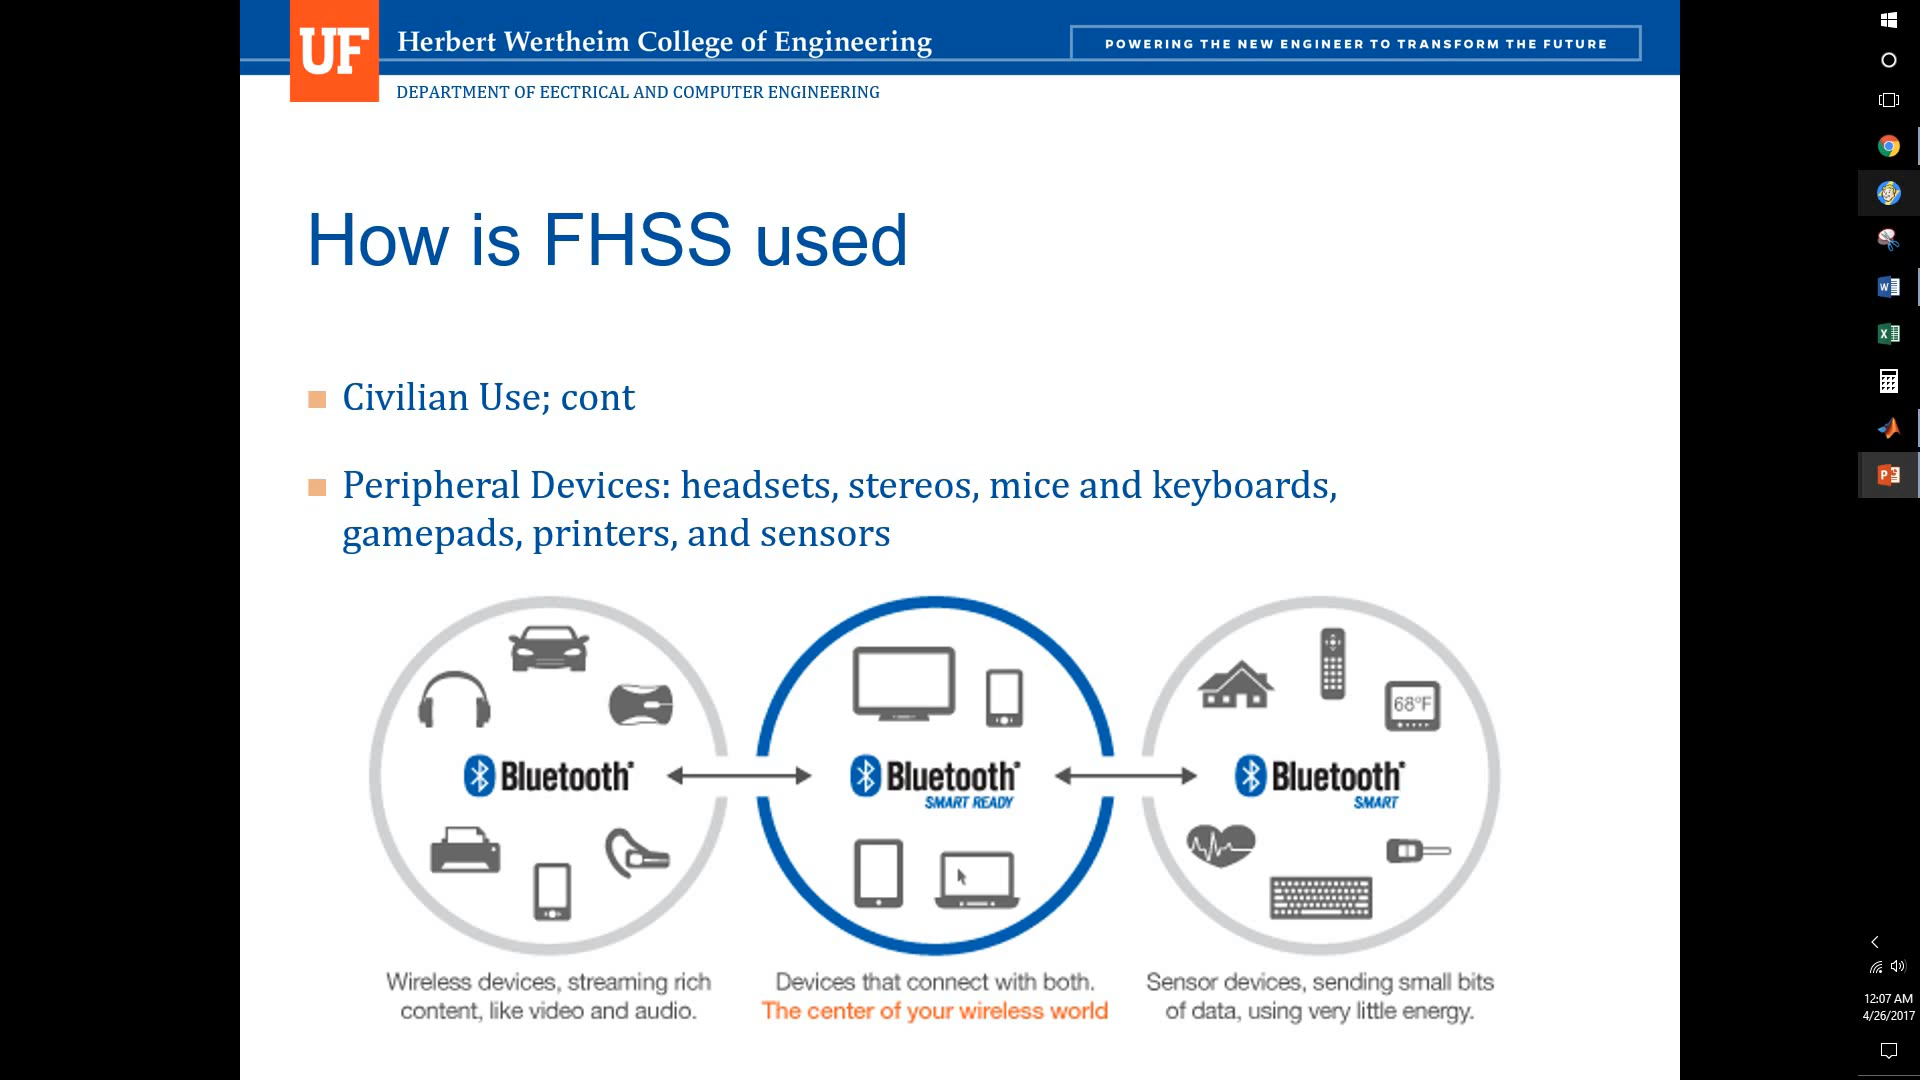 UF Herbert Wertheim College of Engineering
POWERING THE NEW ENGINEER TO TRANSFORM THE FUTURE
DEPARTMENT OF EECTRICAL AND COMPUTER ENGINEERING
How is FHSS used
Civilian Use; cont
Peripheral Devices: headsets, stereos, mice and keyboards,
gamepads, printers, and sensors
68°F
Bluetooth
Bluetooth
SMART READY
Bluetooth
SMART
Wireless devices, streaming rich
content, like video and audio.
Devices that connect with both.
The center of your wireless world
Sensor devices, sending small bits
of data, using very little energy.
12:07 AM
4/26/2017